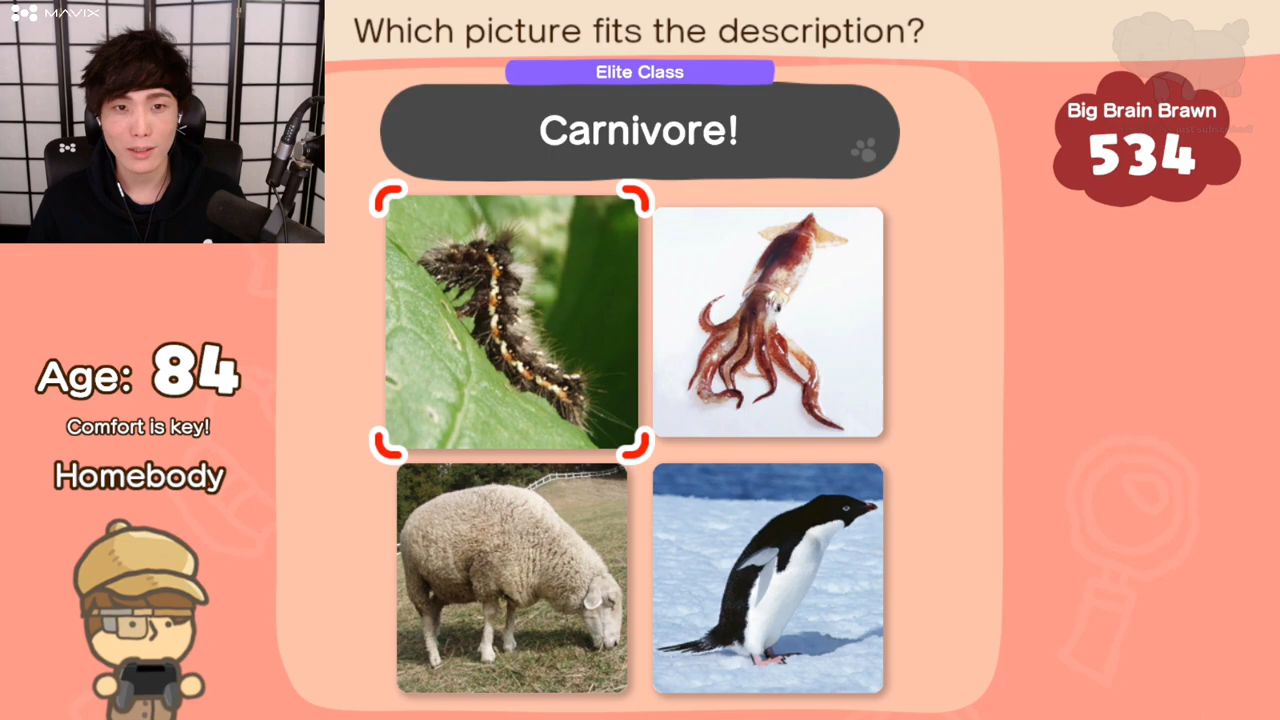 MAVIX
Which picture fits the description?
Elite Class
Carnivore!
Big Brain Brawn
534
Age: 84
Comfort is key!
Homebody